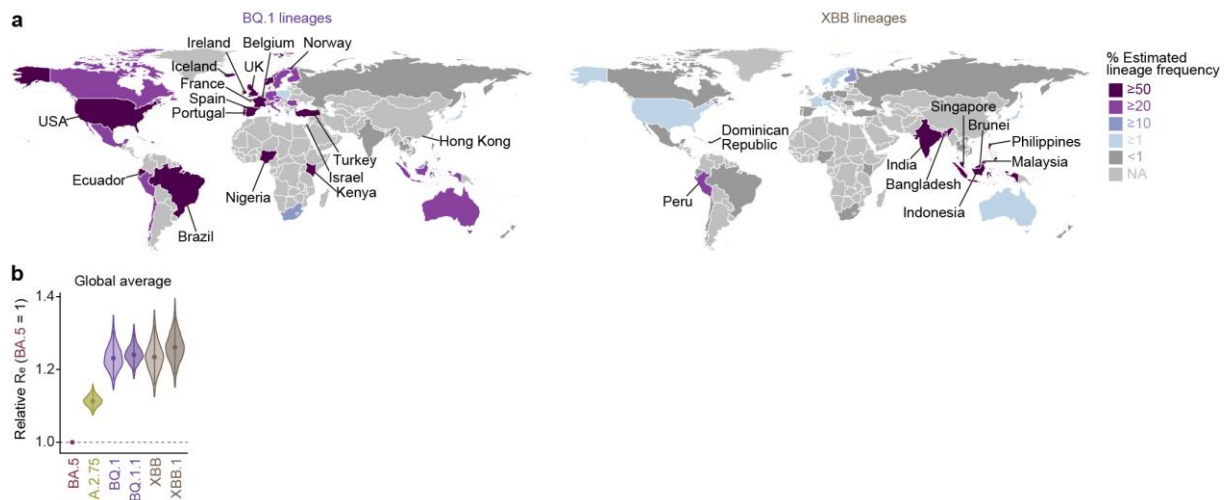 a
BQ.1 lineages
XBB lineages
Ireland
Belgium
Norway
Iceland
UK
France
Spain
Portugal
USA
Hong Kong
Turkey
Israel
Kenya
Nigeria
Ecuador
Brazil
Dominican
Republic
Peru
Singapore
Brunei
Philippines
Malaysia
India
Bangladesh
Indonesia
% Estimated
lineage frequency
≥50
≥20
≥10
≥1
<1
NA
b
Global average
Relative Re (BA.5 = 1)
1.4
1.2
1.0
BA.5
A.2.75
BQ.1
BQ.1.1
XBB
XBB.1